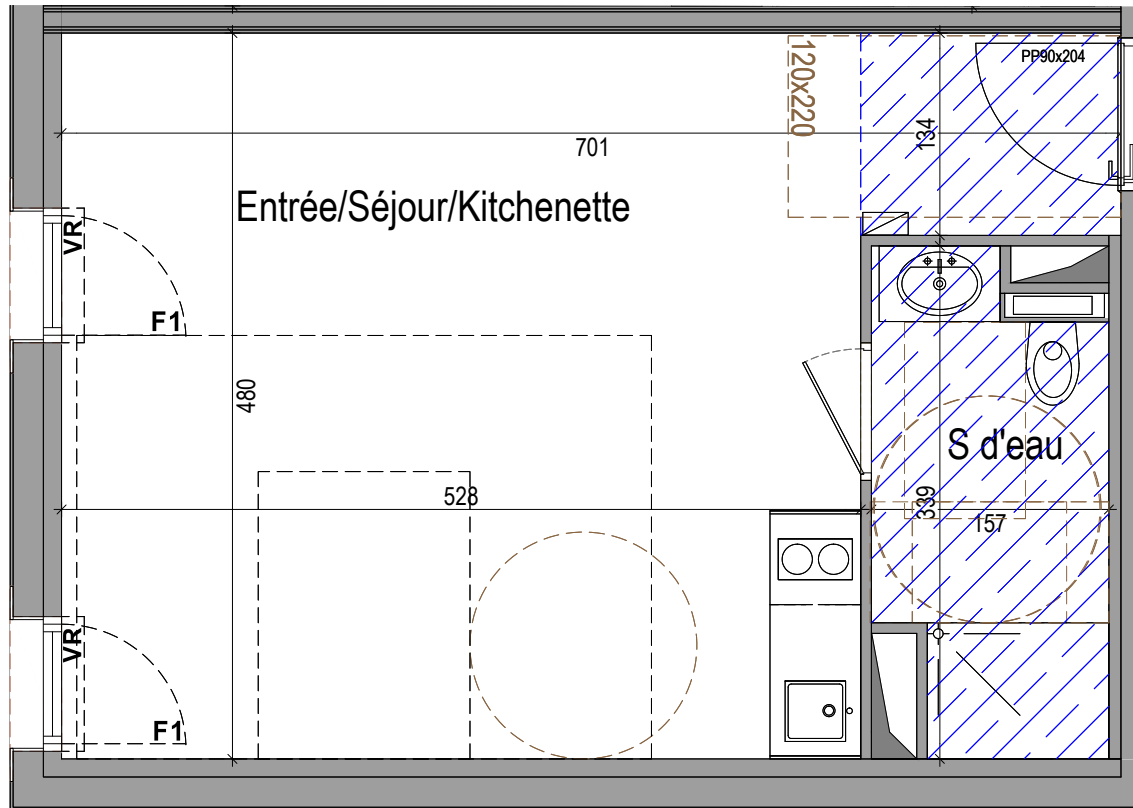 120x220
PP90x204
134
701
Entrée/Séjour/Kitchenette
VR
F1
480
S d'eau
528
339
157
VR
F1